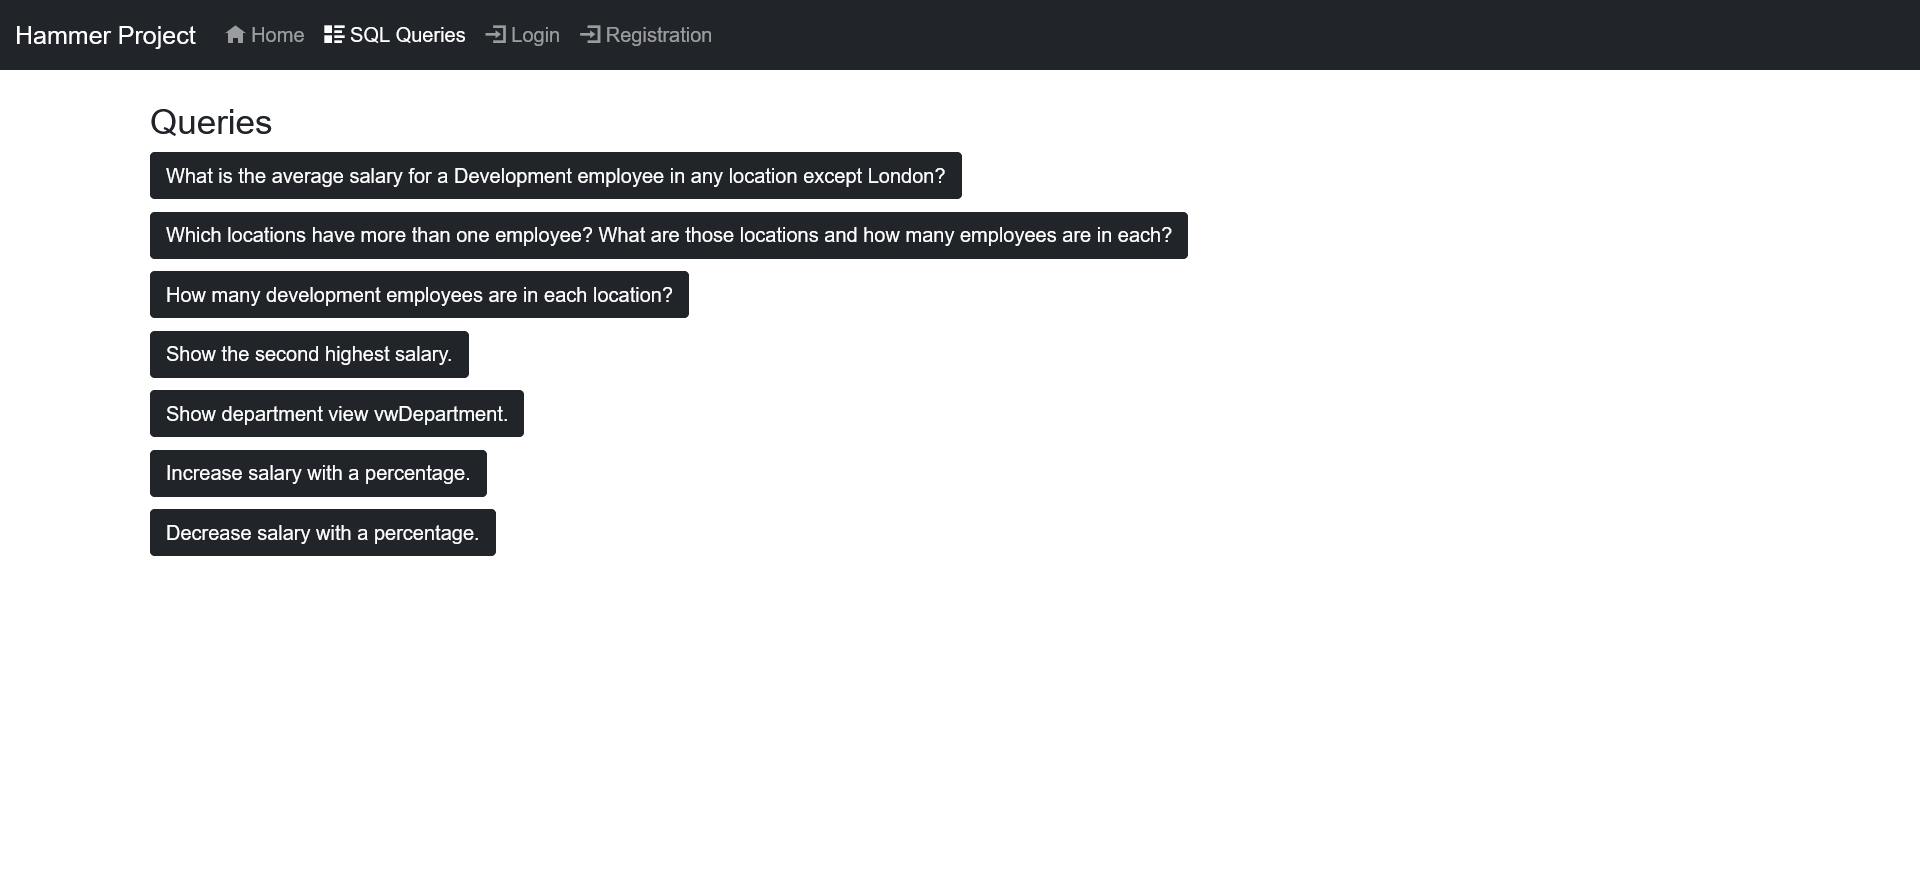 Hammer Project Home SQL Queries Login Registration
Queries
What is the average salary for a Development employee in any location except London?
Which locations have more than one employee? What are those locations and how many employees are in each?
How many development employees are in each location?
Show the second highest salary.
Show department view vwDepartment.
Increase salary with a percentage.
Decrease salary with a percentage.